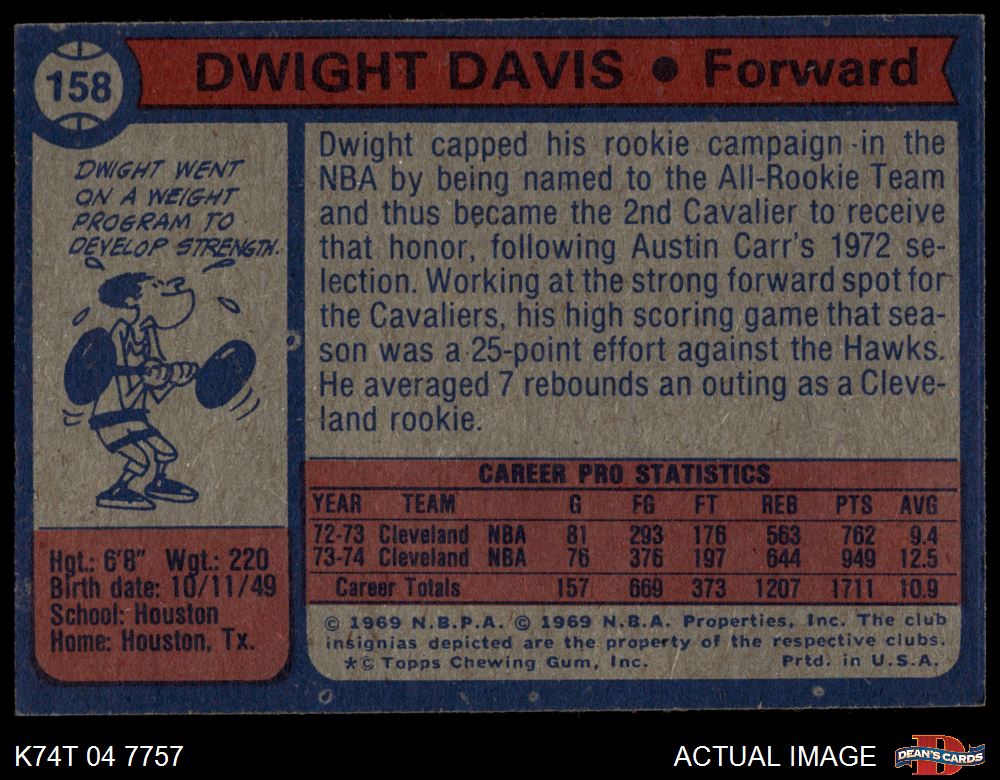 158
DWIGHT DAVIS ● Forward
DWIGHT WENT
ON A WEIGHT
PROGRAM TO
DEVELOP STRENGTH.
Dwight capped his rookie campaign in the
NBA by being named to the All-Rookie Team
and thus became the 2nd Cavalier to receive
that honor, following Austin Carr's 1972 se-
lection. Working at the strong forward spot for
the Cavaliers, his high scoring game that sea-
son was a 25-point effort against the Hawks.
He averaged 7 rebounds an outing as a Cleve-
land rookie.
Hgt.: 6'8" Wgt.: 220
Birth date: 10/11/49
School: Houston
Home: Houston, Tx.
CAREER PRO STATISTICS
YEAR TEAM G FG FT REB PTS AVG
72-73 Cleveland NBA 81 293 176 563 762 9.4
73-74 Cleveland NBA 76 376 197 644 949 12.5
Career Totals 157 669 373 1207 1711 10.9
© 1969 N.B.P.A. © 1969 N.B.A. Properties, Inc. The club
insignias depicted are the property of the respective clubs.
*© Topps Chewing Gum, Inc. Prtd. in U.S.A.
K74T 04 7757
ACTUAL IMAGE
DEAN'S CARDS